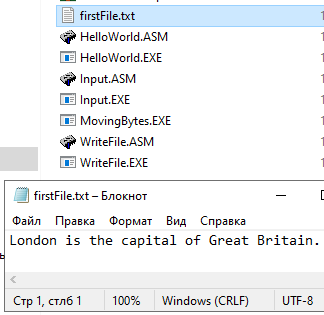 firstFile.txt
HelloWorld.ASM
HelloWorld.EXE
Input.ASM
Input.EXE
MovingBytes.EXE
WriteFile.ASM
WriteFile.EXE
firstFile.txt – Блокнот
Файл Правка Формат Вид Справка
London is the capital of Great Britain.
Стр 1, стлб 1 100% Windows (CRLF) UTF-8